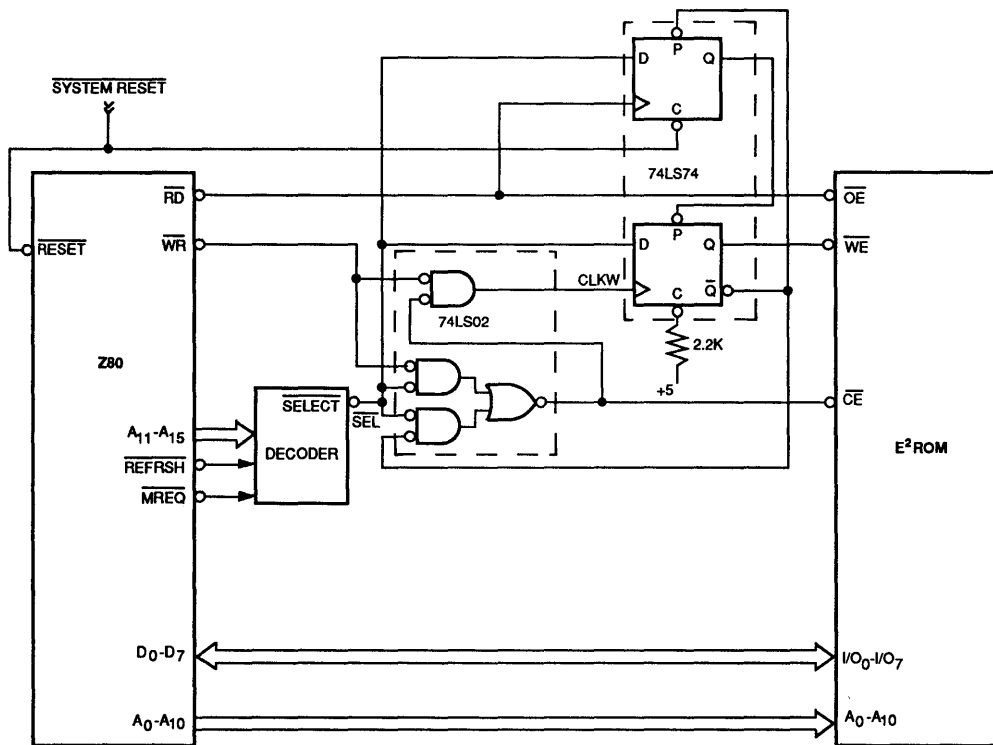 P
D
Q
C
SYSTEM RESET
74LS74
RD
OE
RESET
WR
P
D
Q
WE
CLKW
C
Q
74LS02
2.2K
Z80
+5
SELECT
CE
SEL
A11-A15
DECODER
E²ROM
REFRSH
MREQ
D0-D7
I/O0-I/O7
A0-A10
A0-A10